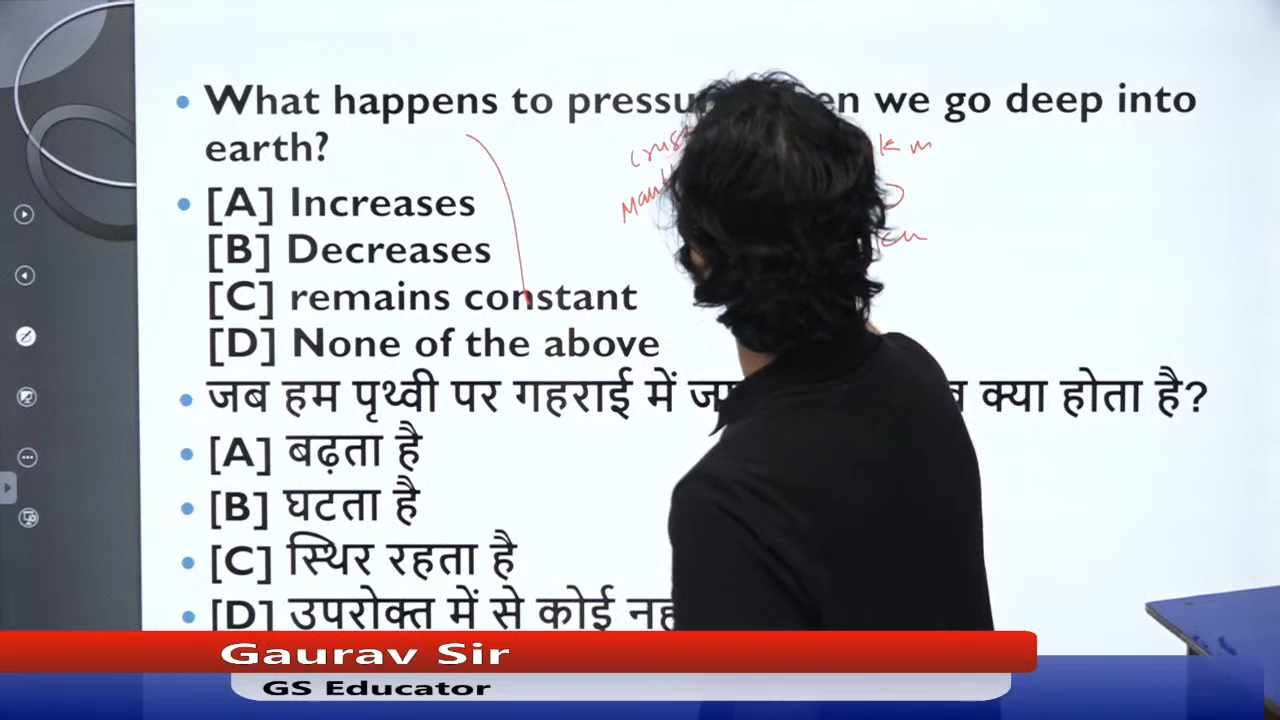 What happens to pressu en we go deep into
earth?
[A] Increases
[B] Decreases
[C] remains constant
[D] None of the above
जब हम पृथ्वी पर गहराई में क्या होता है?
[A] बढ़ता है
[B] घटता है
[C] स्थिर रहता है
[D] उपरोक्त में से कोई
Gaurav Sir
GS Educator